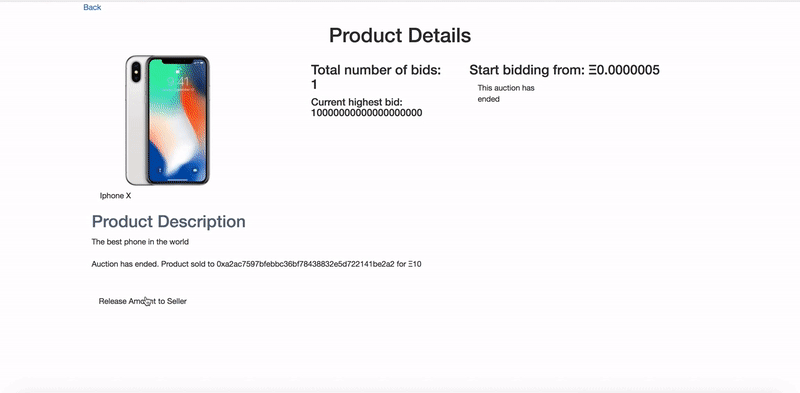 Back
Product Details
Total number of bids:
1
Current highest bid:
10000000000000000000
Start bidding from: Ξ0.0000005
This auction has
ended
Iphone X
Product Description
The best phone in the world
Auction has ended. Product sold to 0xa2ac7597bfebbc36bf78438832e5d722141be2a2 for Ξ10
Release Amount to Seller